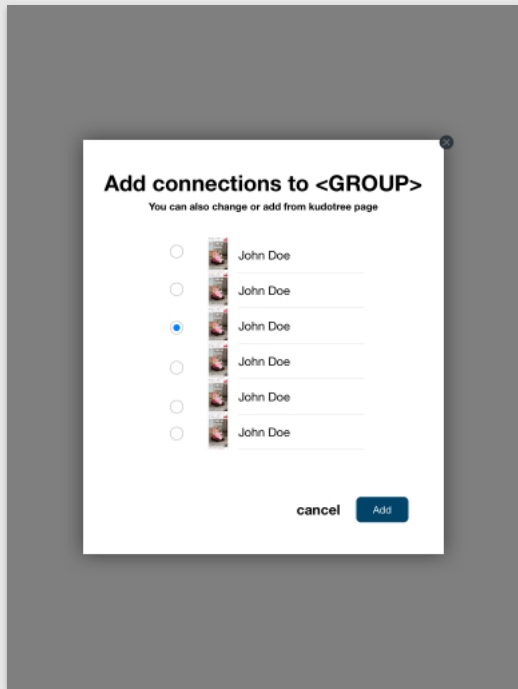 Add connections to <GROUP>
You can also change or add from kudotree page
John Doe
John Doe
John Doe
John Doe
John Doe
John Doe
cancel
Add